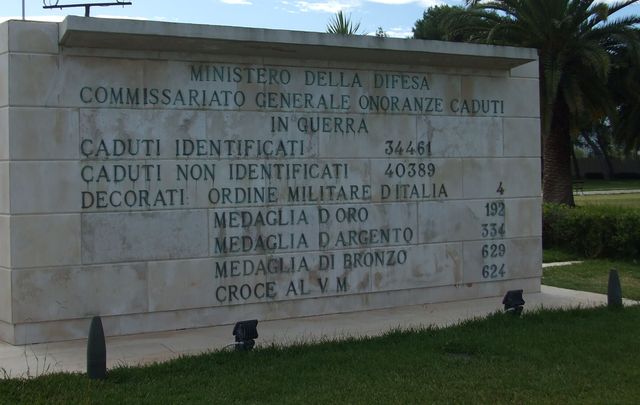 MINISTERO DELLA DIFESA
COMMISSARIATO GENERALE ONORANZE CADUTI
IN GUERRA
CADUTI IDENTIFICATI 34461
CADUTI NON IDENTIFICATI 40389
DECORATI: ORDINE MILITARE D'ITALIA 4
MEDAGLIA D'ORO 192
MEDAGLIA D'ARGENTO 334
MEDAGLIA DI BRONZO 629
CROCE AL V M 624